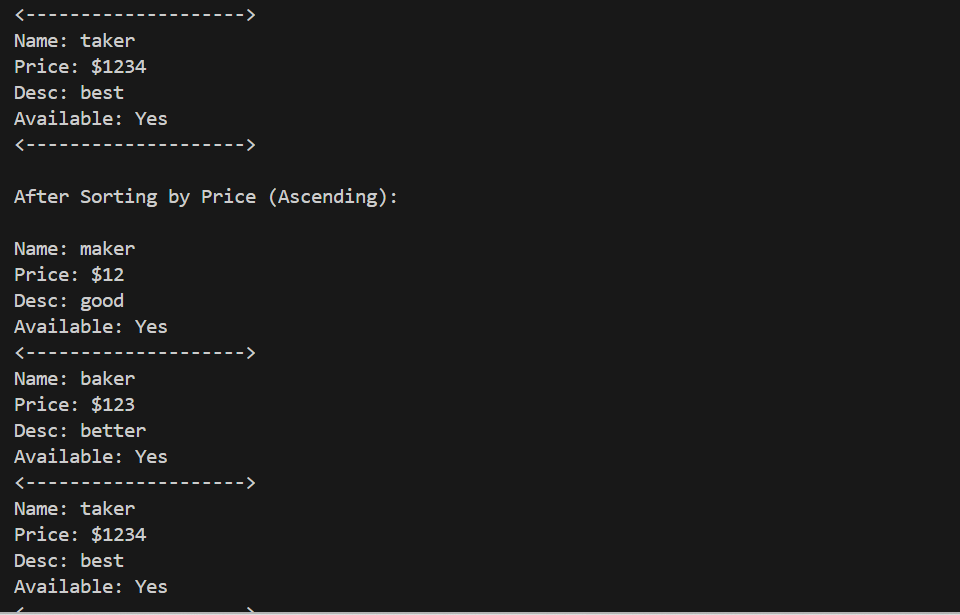 <-------------------->
Name: taker
Price: $1234
Desc: best
Available: Yes
<-------------------->
After Sorting by Price (Ascending):
Name: maker
Price: $12
Desc: good
Available: Yes
<-------------------->
Name: baker
Price: $123
Desc: better
Available: Yes
<-------------------->
Name: taker
Price: $1234
Desc: best
Available: Yes
<-------------------->